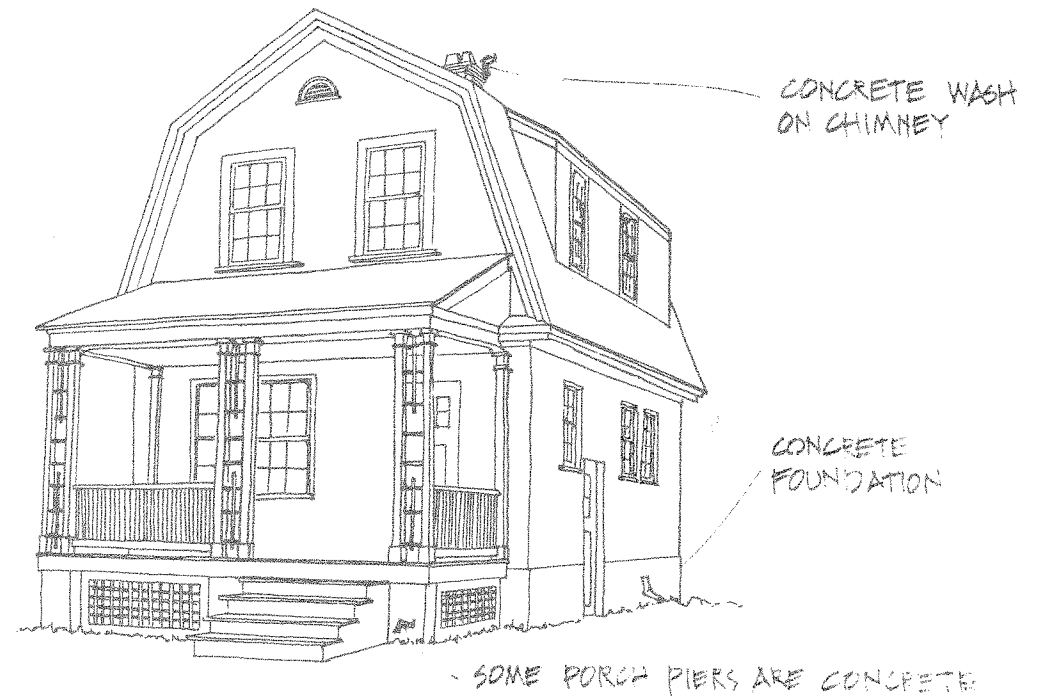 CONCRETE WASH
ON CHIMNEY
CONCRETE
FOUNDATION
SOME PORCH PIERS ARE CONCRETE